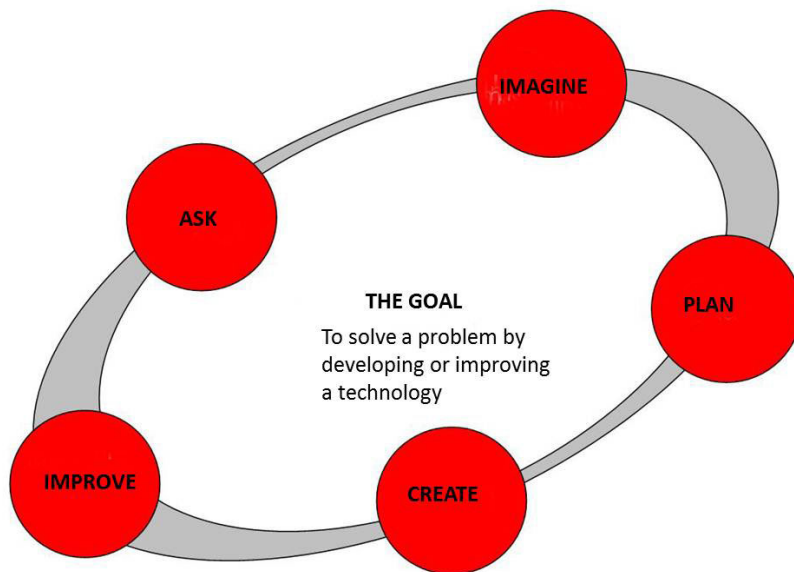 IMAGINE
ASK
PLAN
THE GOAL
To solve a problem by
developing or improving
a technology
CREATE
IMPROVE